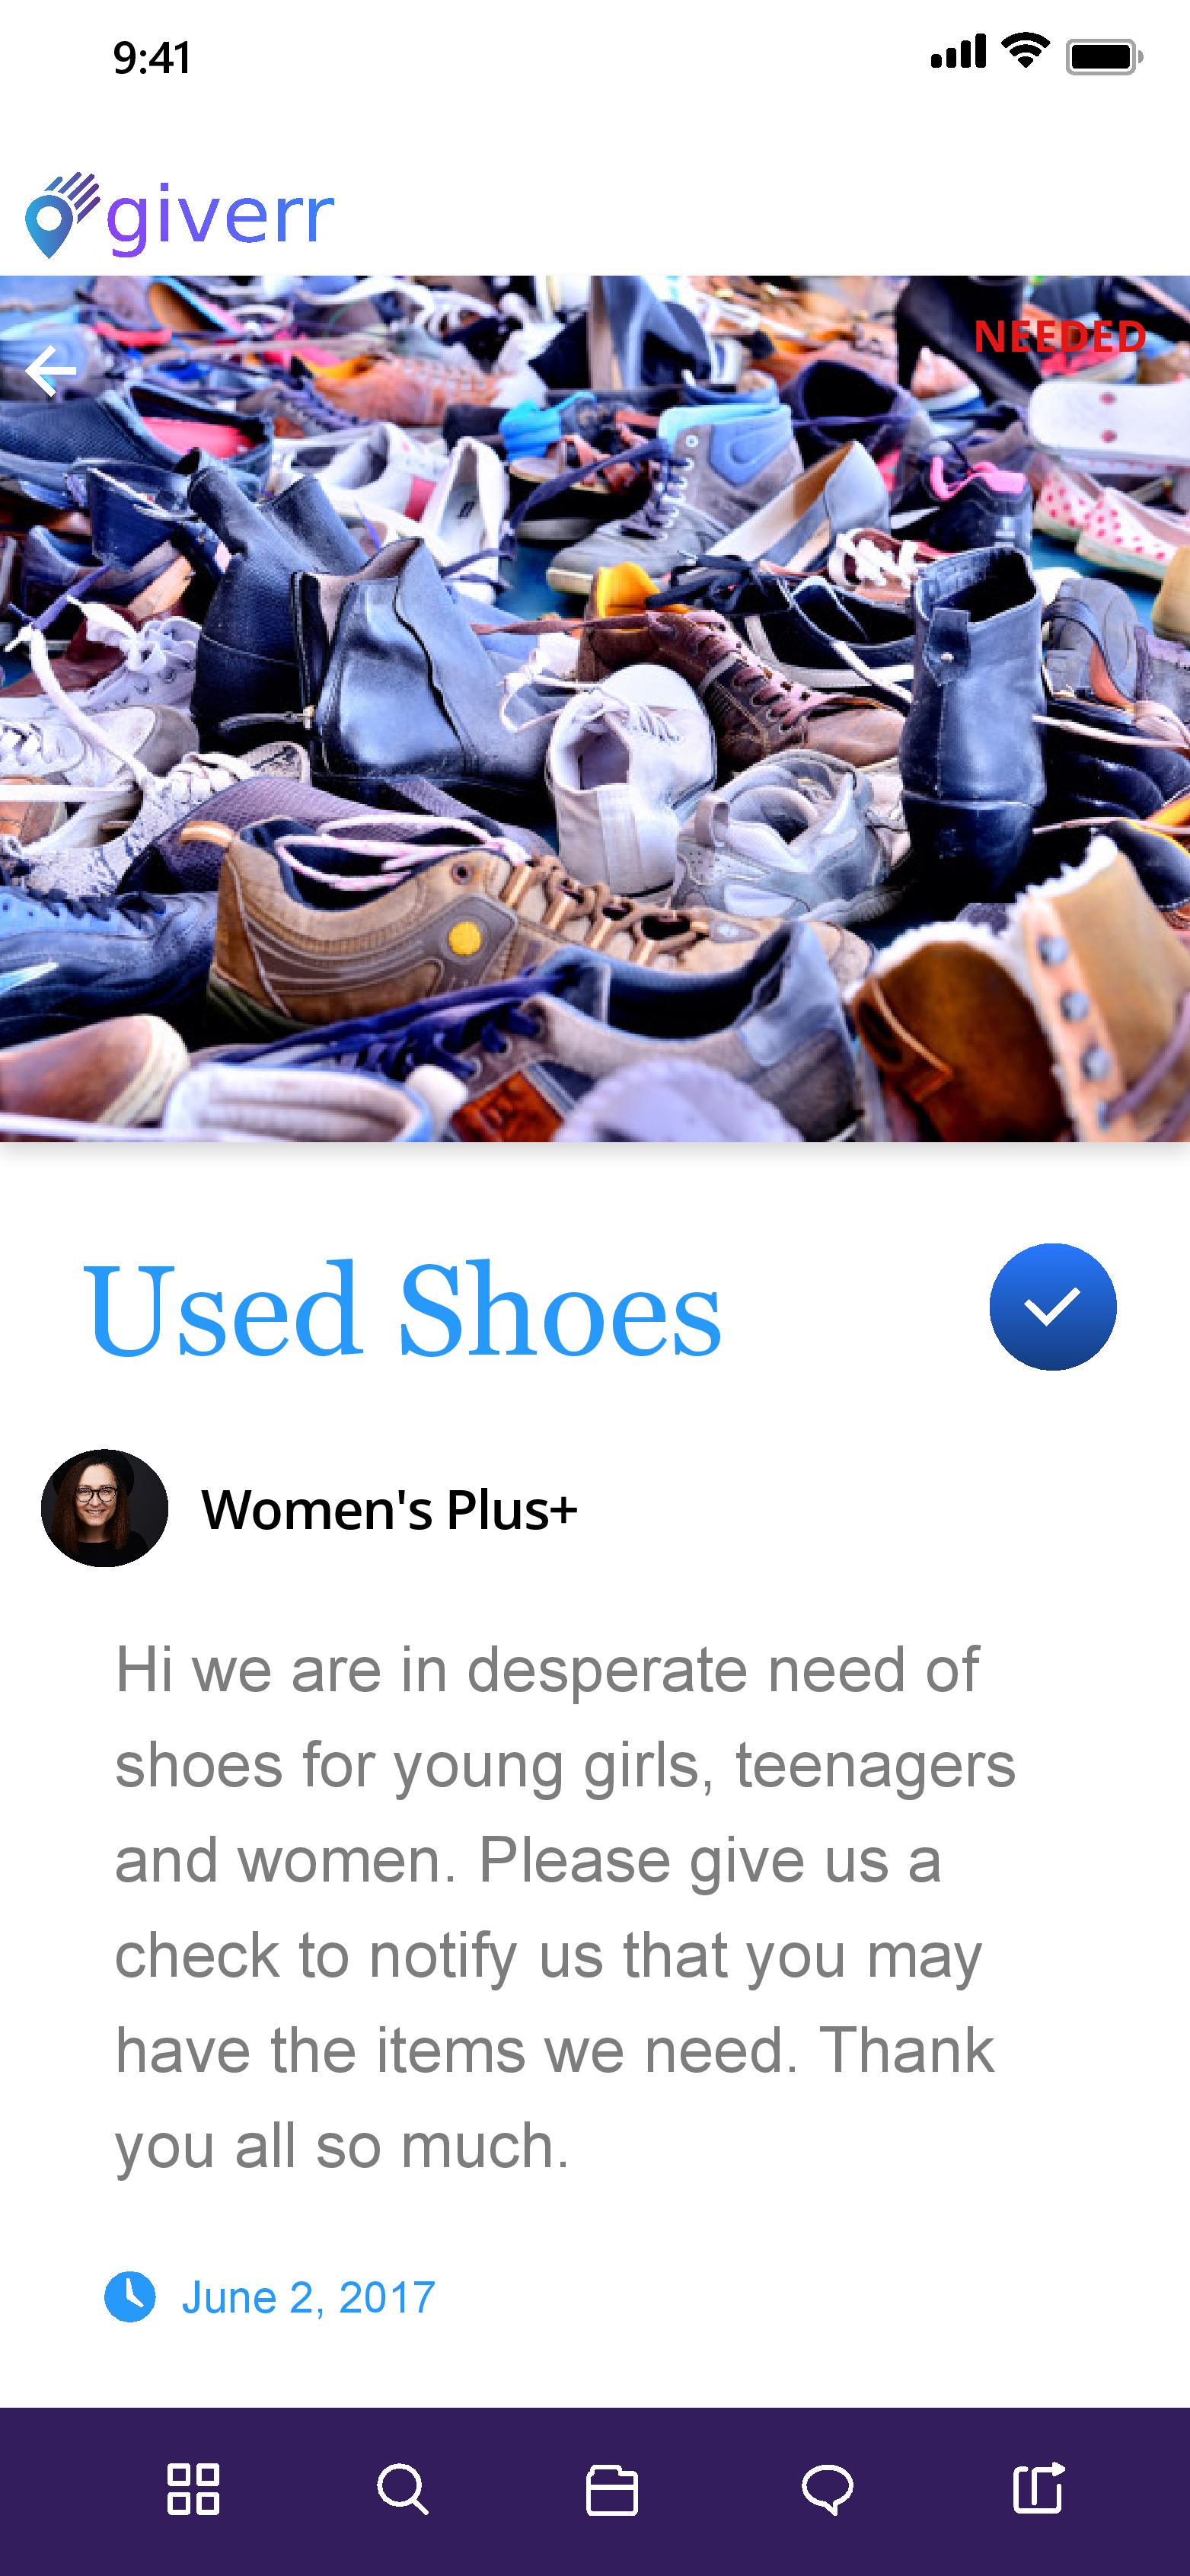 9:41
giverr
NEEDED
Used Shoes
Women's Plus+
Hi we are in desperate need of
shoes for young girls, teenagers
and women. Please give us a
check to notify us that you may
have the items we need. Thank
you all so much.
June 2, 2017